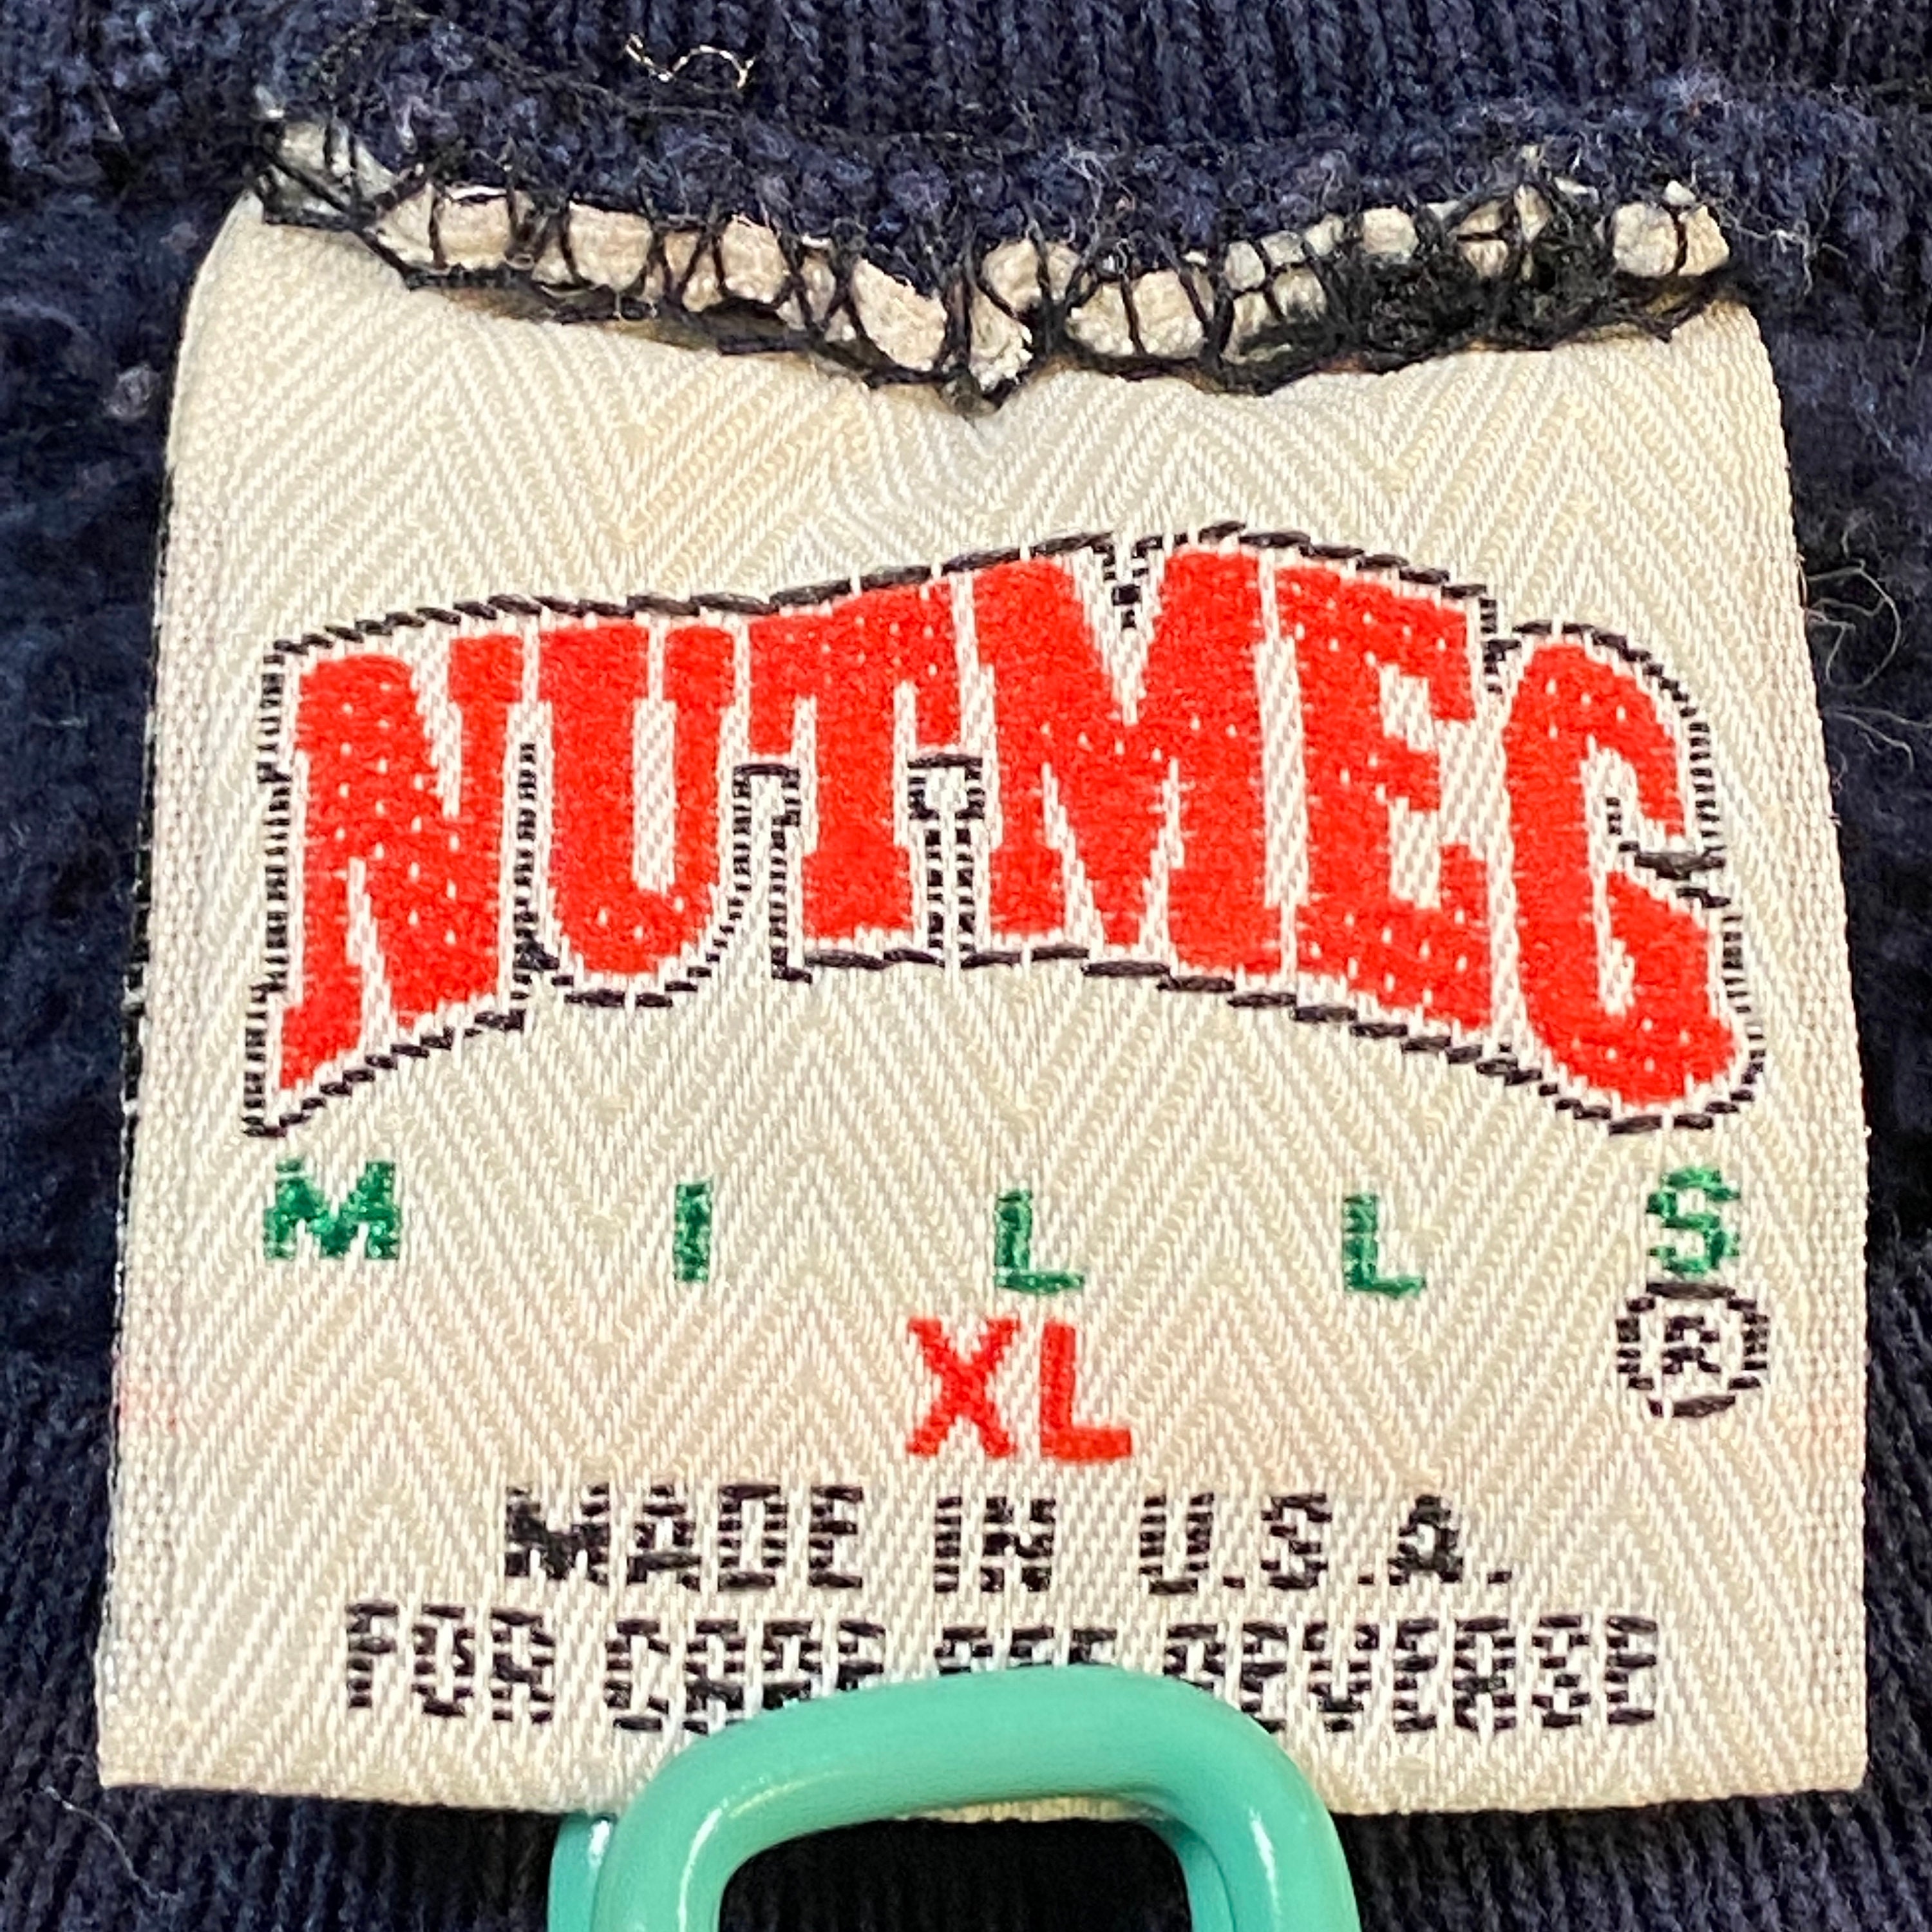 NUTMEG
MILLS
®
XL
MADE IN U.S.A.
FOR CARE SEE REVERSE